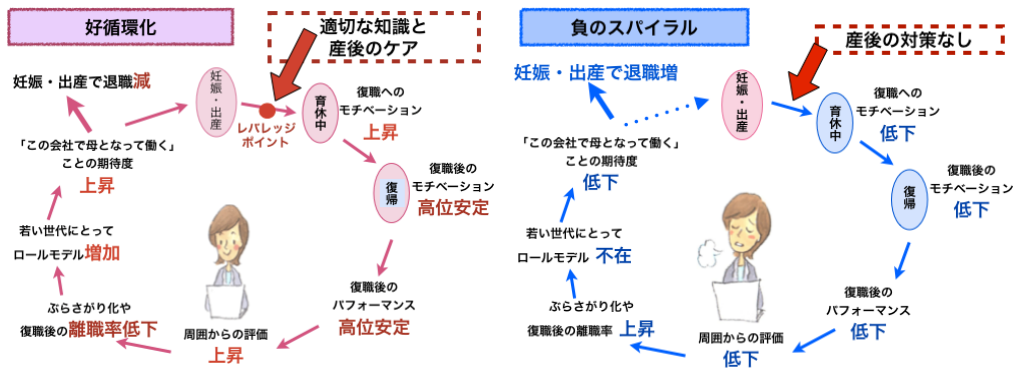 好循環化
適切な知識と
産後のケア
妊娠・出産で退職減
妊娠・出産
レバレッジ
ポイント
育休中
復職への
モチベーション
上昇
復帰
復職後の
モチベーション
高位安定
復職後の
パフォーマンス
高位安定
周囲からの評価
上昇
ぶらさがり化や
復職後の離職率低下
若い世代にとって
ロールモデル増加
「この会社で母となって働く」
ことの期待度
上昇
負のスパイラル
産後の対策なし
妊娠・出産で退職増
妊娠・出産
育休中
復職への
モチベーション
低下
復帰
復職後の
モチベーション
低下
復職後の
パフォーマンス
低下
周囲からの評価
低下
ぶらさがり化や
復職後の離職率 上昇
若い世代にとって
ロールモデル 不在
「この会社で母となって働く」
ことの期待度
低下